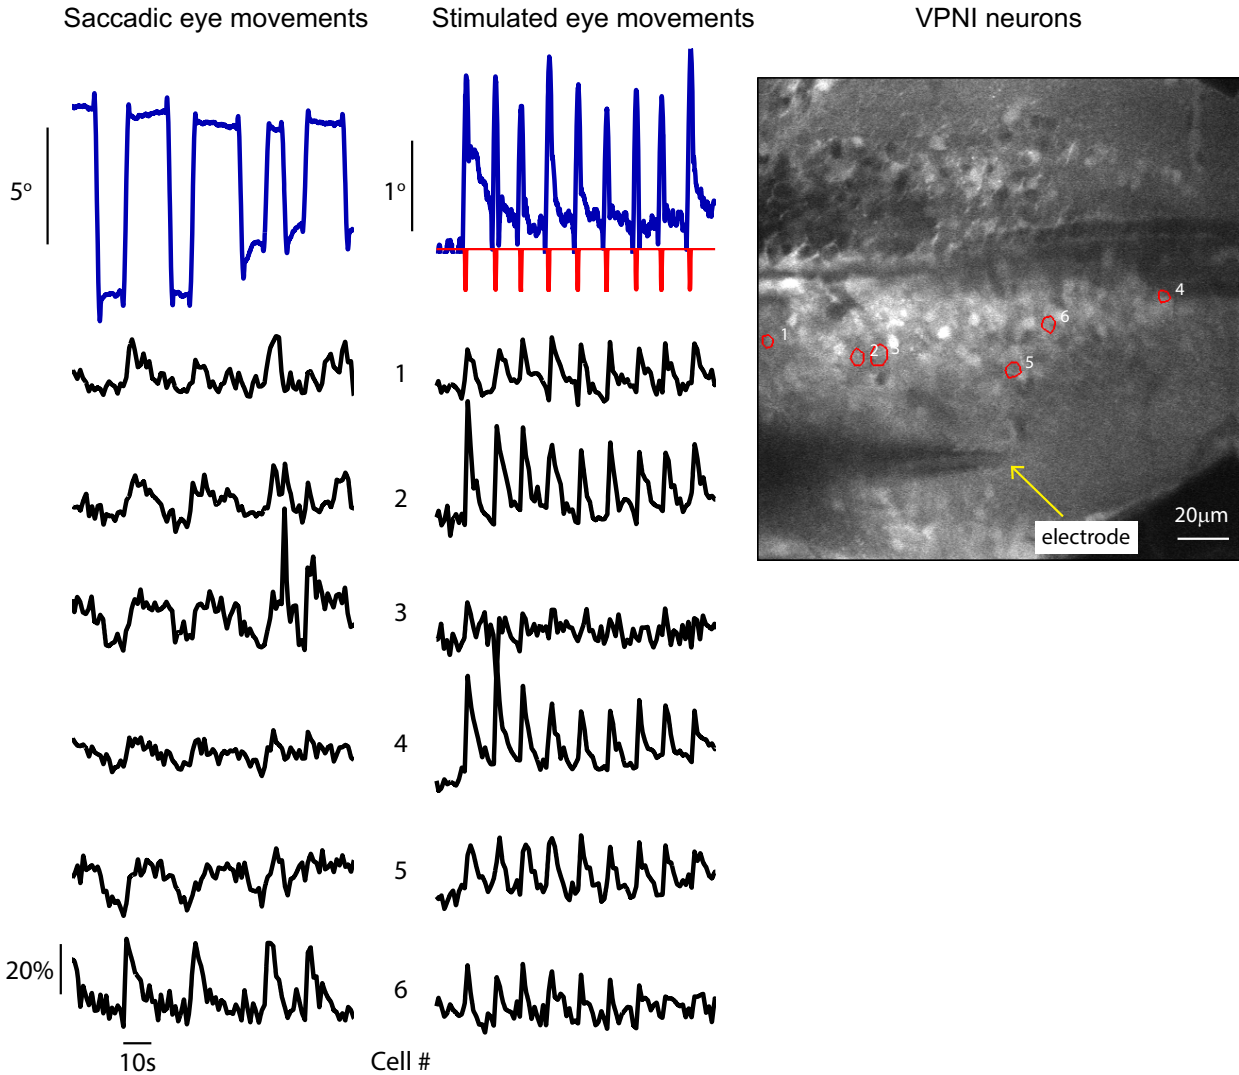 Saccadic eye movements
Stimulated eye movements
VPNI neurons
5°
1°
1
2
3
4
5
6
20%
10s
Cell #
1
2
3
4
5
6
electrode
20μm